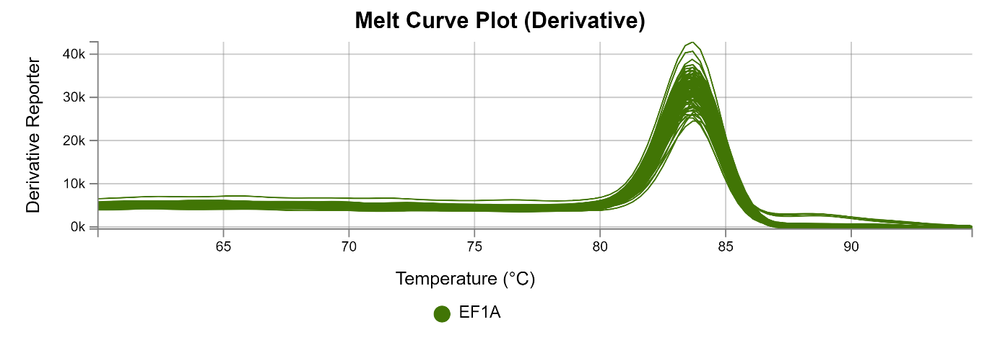 Melt Curve Plot (Derivative)
Derivative Reporter
40k
30k
20k
10k
0k
65
70
75
80
85
90
Temperature (°C)
EF1A